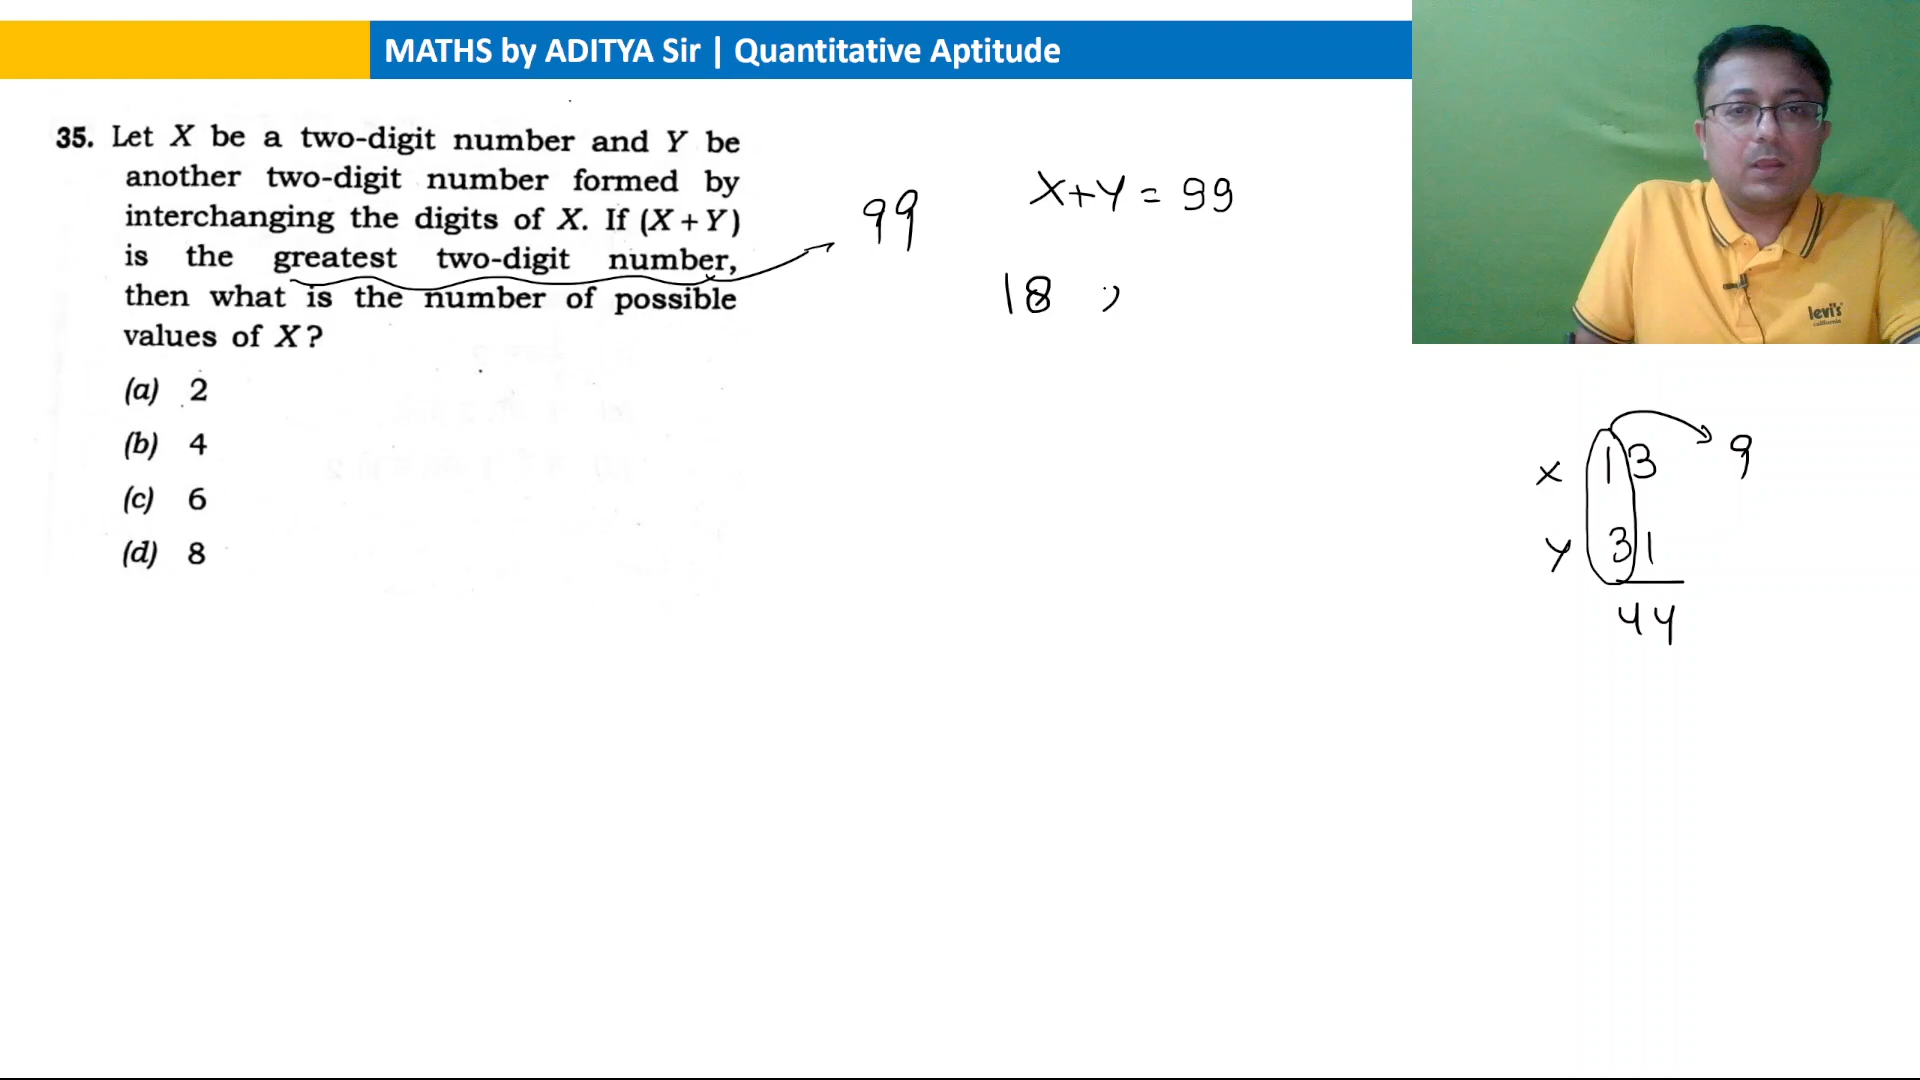 MATHS by ADITYA Sir | Quantitative Aptitude
35. Let X be a two-digit number and Y be
another two-digit number formed by
interchanging the digits of X. If (X + Y)
is the greatest two-digit number,
then what is the number of possible
values of X?
(a) 2
(b) 4
(c) 6
(d) 8
99
X+Y = 99
18 ,
levi's
california
X 13 9
Y 31
44